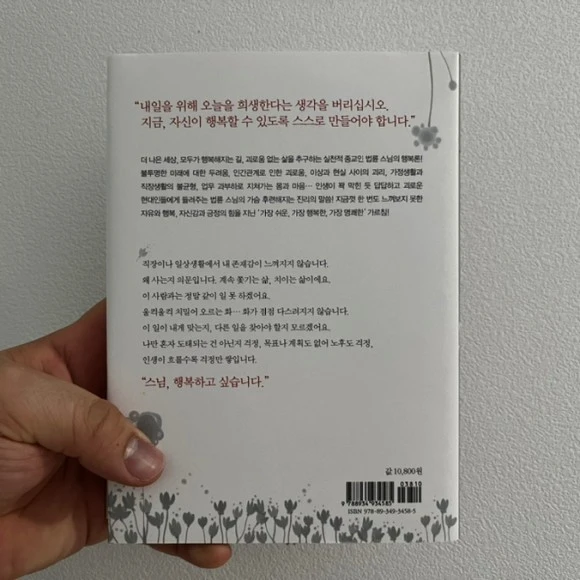 “내일을 위해 오늘을 희생한다는 생각을 버리십시오.
지금, 자신이 행복할 수 있도록 스스로 만들어야 합니다.”
더 나은 세상, 모두가 행복해지는 길, 괴로움 없는 삶을 추구하는 실천적 종교인 법륜 스님의 행복론!
불투명한 미래에 대한 두려움, 인간관계로 인한 괴로움, 이상과 현실 사이의 괴리, 가정생활과
직장생활의 불균형, 업무 과부하로 지쳐가는 몸과 마음… 인생이 꽉 막힌 듯 답답하고 괴로운
현대인들에게 들려주는 법륜 스님의 가슴 후련해지는 진리의 말씀! 지금껏 한 번도 느껴보지 못한
자유와 행복, 자신감과 긍정의 힘을 지닌 ‘가장 쉬운, 가장 행복한, 가장 명쾌한’ 가르침!
직장이나 일상생활에서 내 존재감이 느껴지지 않습니다.
왜 사는지 의문입니다. 계속 쫓기는 삶, 치이는 삶이에요.
이 사람과는 정말 같이 일 못 하겠어요.
울컥울컥 치밀어 오르는 화… 화가 점점 다스려지지 않습니다.
이 일이 내게 맞는지, 다른 일을 찾아야 할지 모르겠어요.
나만 혼자 도태되는 건 아닌지 걱정, 목표나 계획도 없어 노후도 걱정,
인생이 흐를수록 걱정만 쌓입니다.
“스님, 행복하고 싶습니다.”
값 10,800원
03810
9 788934 934585
ISBN 978-89-349-3458-5